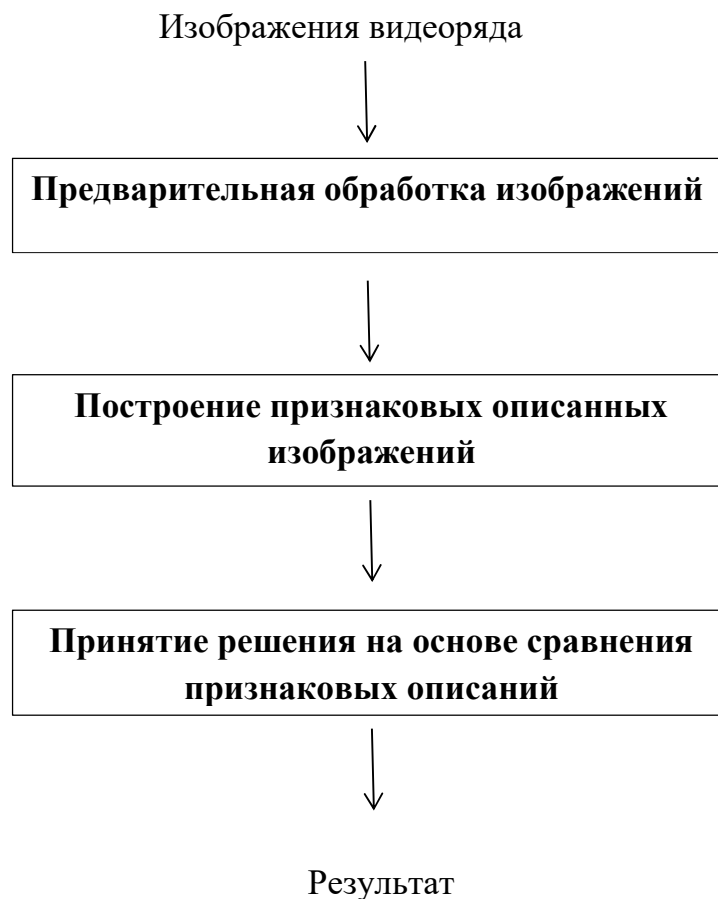 Изображения видеоряда
Предварительная обработка изображений
Построение признаковых описанных
изображений
Принятие решения на основе сравнения
признаковых описаний
Результат